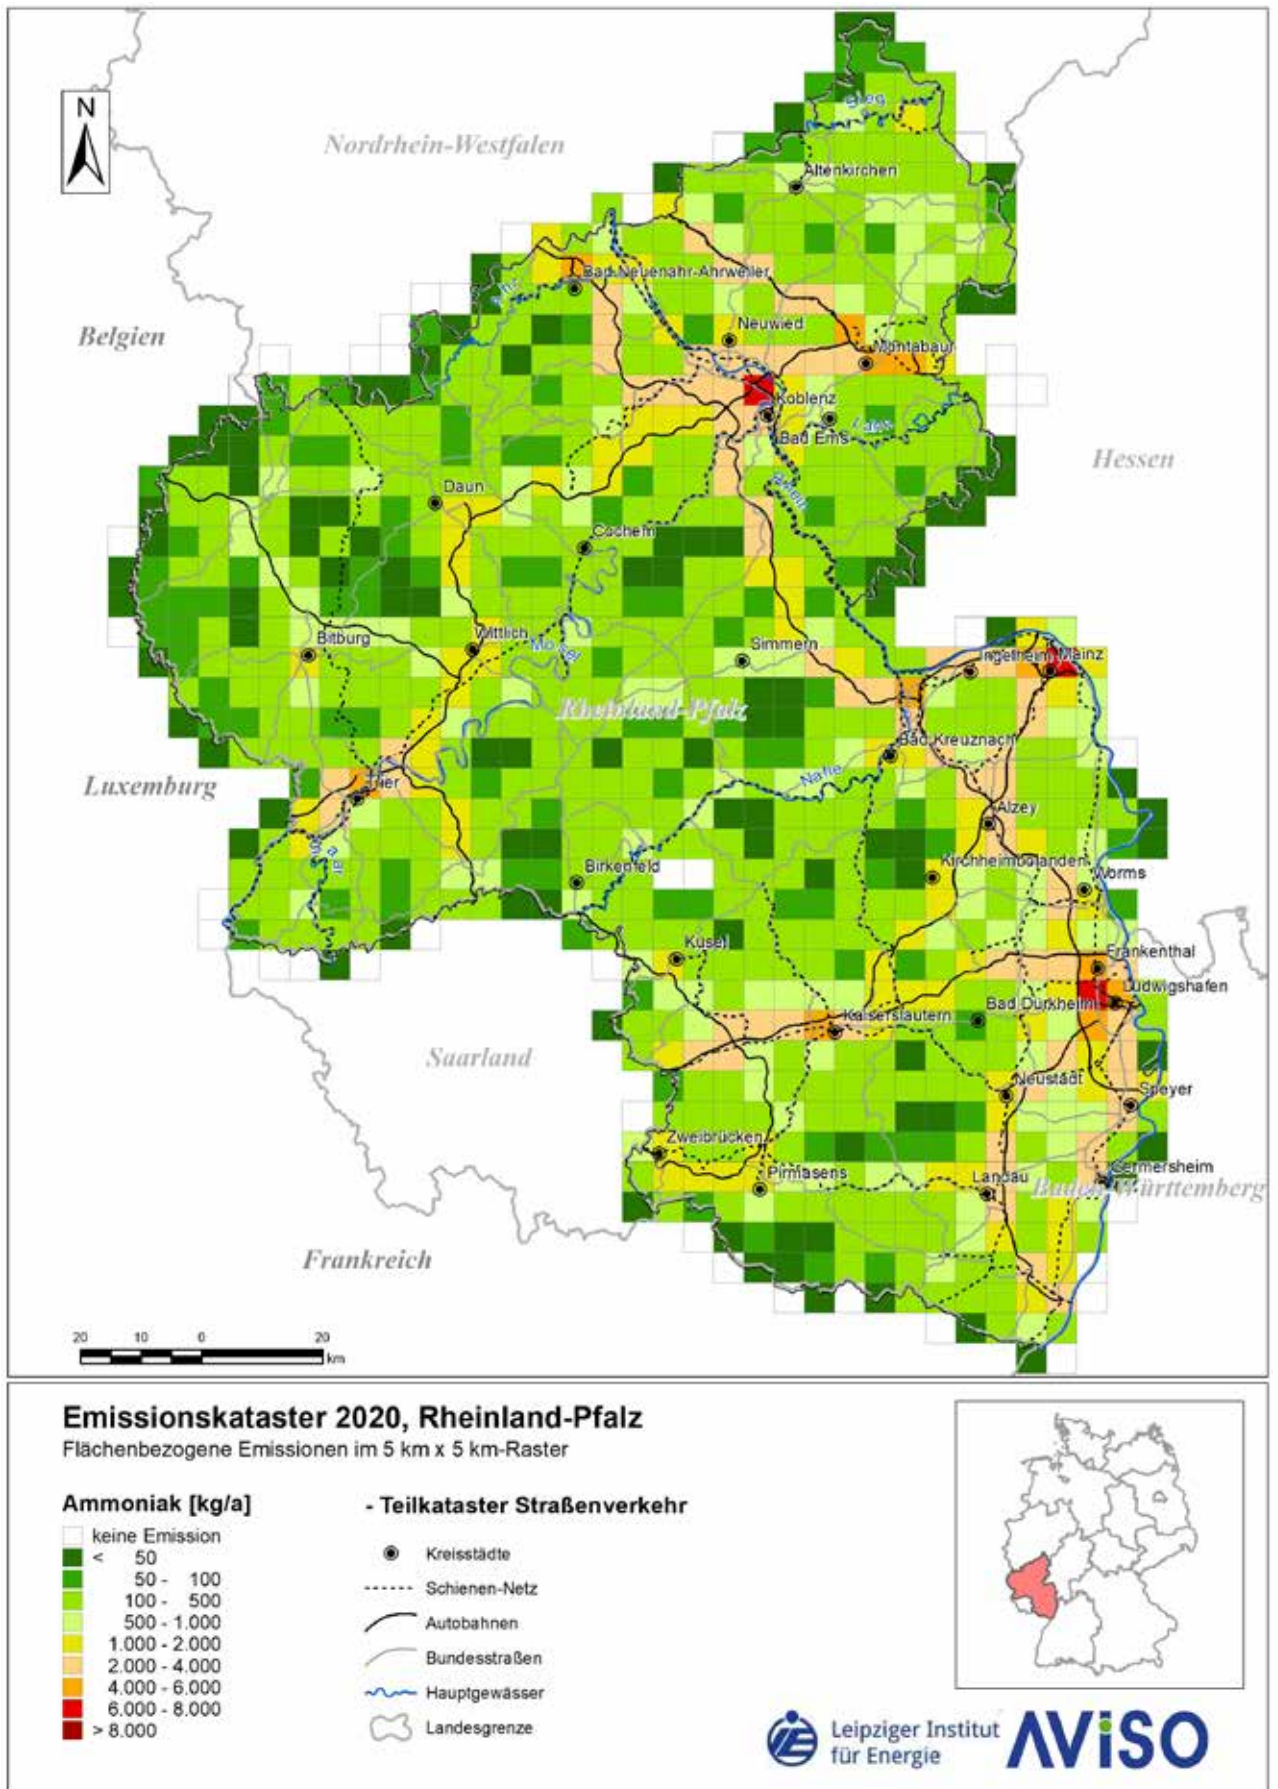 N
Sieg
Nordrhein-Westfalen
Altenkirchen
Bad Neuenahr-Ahrweiler
Ahr
Belgien
Neuwied
Montabaur
Koblenz
Bad Ems
Lahn
Hessen
Daun
Rhein
Cochem
Bitburg
Wittlich
Mosel
Simmern
Ingelheim
Mainz
Rheinland-Pfalz
Bad Kreuznach
Luxemburg
Trier
Nahe
Alzey
Saar
Birkenfeld
Kirchheimbolanden
Worms
Kusel
Frankenthal
Ludwigshafen
Bad Dürkheim
Kaiserslautern
Saarland
Neustadt
Speyer
Zweibrücken
Pirmasens
Landau
Germersheim
Baden-Württemberg
Frankreich
20 10 0 20
km
Emissionskataster 2020, Rheinland-Pfalz
Flächenbezogene Emissionen im 5 km x 5 km-Raster
Ammoniak [kg/a]
keine Emission
< 50
50 - 100
100 - 500
500 - 1.000
1.000 - 2.000
2.000 - 4.000
4.000 - 6.000
6.000 - 8.000
> 8.000
- Teilkataster Straßenverkehr
Kreisstädte
Schienen-Netz
Autobahnen
Bundesstraßen
Hauptgewässer
Landesgrenze
Leipziger Institut
für Energie
AViSO